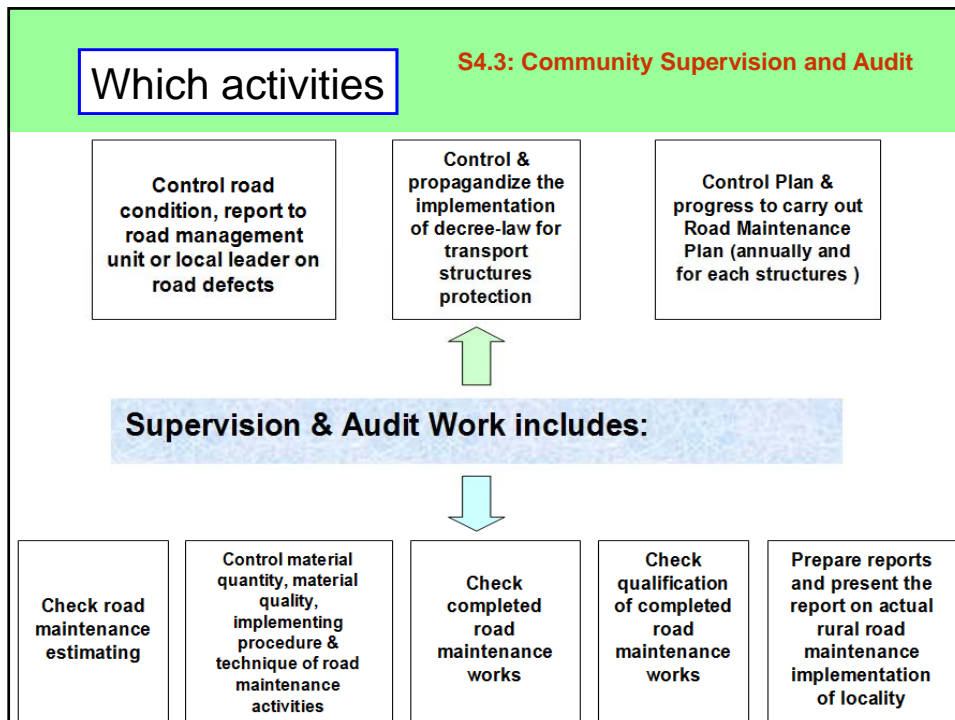 S4.3: Community Supervision and Audit
Which activities
Control road
condition, report to
road management
unit or local leader on
road defects
Control &
propagandize the
implementation
of decree-law for
transport
structures
protection
Control Plan &
progress to carry out
Road Maintenance
Plan (annually and
for each structures )
Supervision & Audit Work includes:
Check road
maintenance
estimating
Control material
quantity, material
quality,
implementing
procedure &
technique of road
maintenance
activities
Check
completed
road
maintenance
works
Check
qualification
of completed
road
maintenance
works
Prepare reports
and present the
report on actual
rural road
maintenance
implementation
of locality